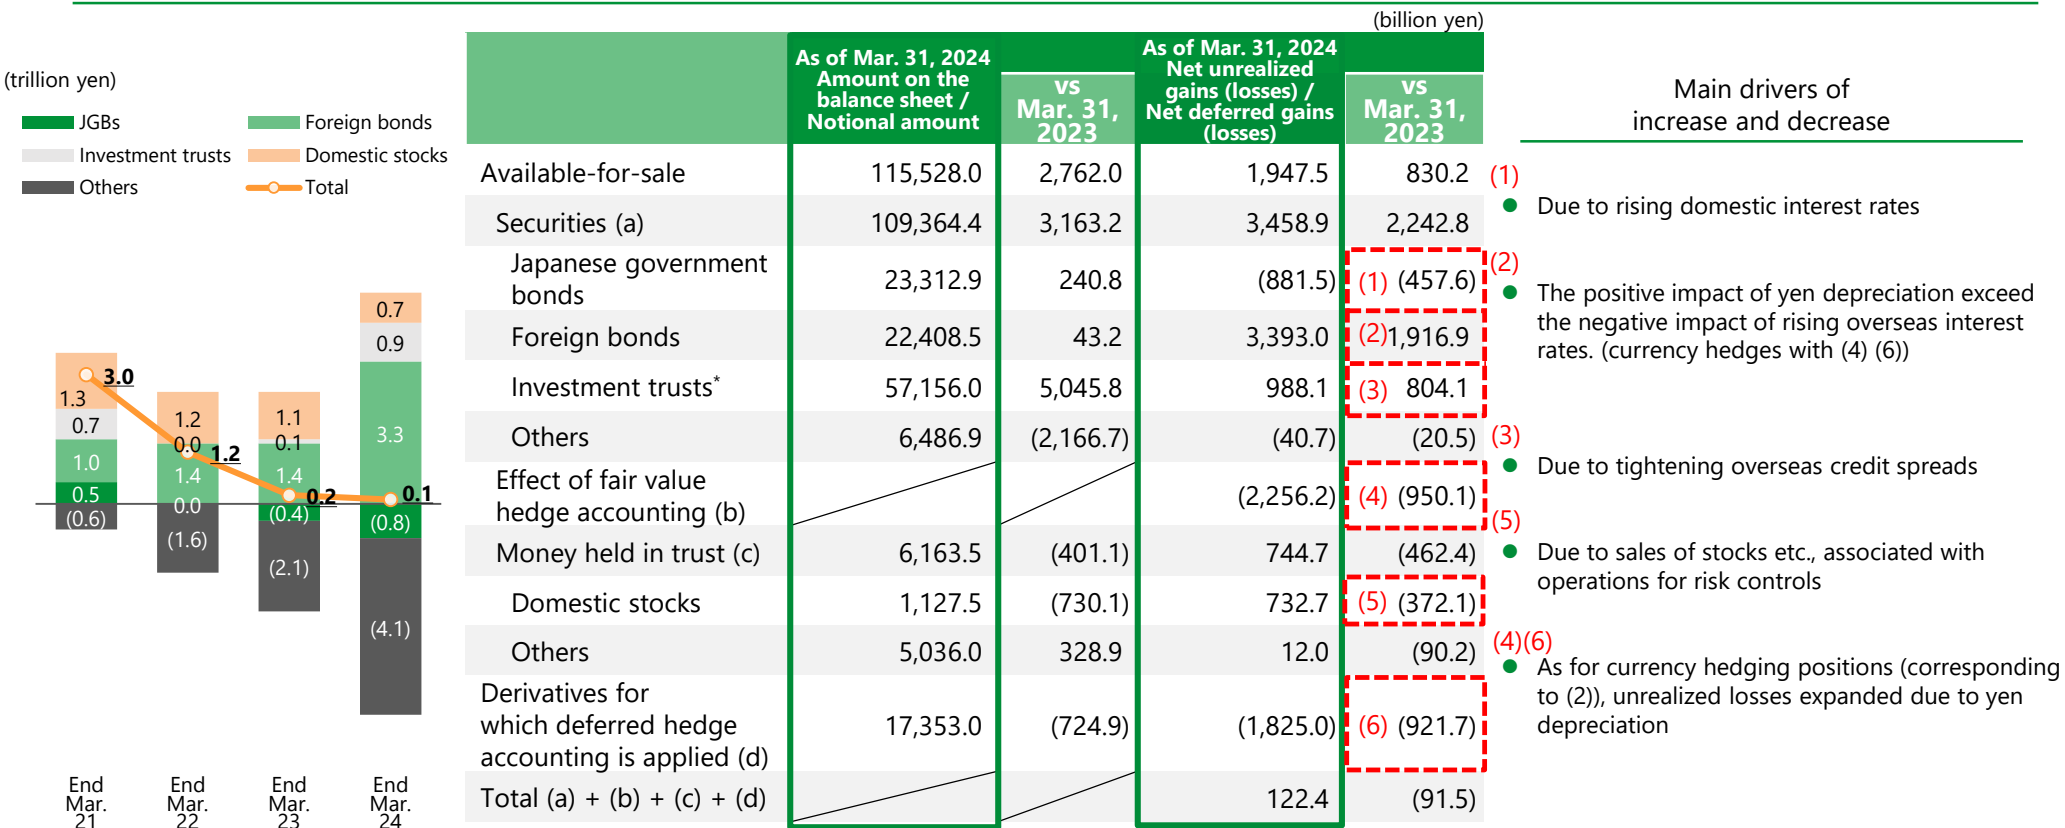 (billion yen)
(trillion yen)
JGBs
Foreign bonds
Investment trusts
Domestic stocks
Others
Total
3.0
1.3
0.7
1.0
0.5
(0.6)
1.2
0.0
1.2
1.4
0.0
(1.6)
1.1
0.1
1.4
0.2
(0.4)
(2.1)
0.7
0.9
3.3
0.1
(0.8)
(4.1)
End
Mar.
21
End
Mar.
22
End
Mar.
23
End
Mar.
24
As of Mar. 31, 2024
Amount on the
balance sheet /
Notional amount
vs
Mar. 31,
2023
As of Mar. 31, 2024
Net unrealized
gains (losses) /
Net deferred gains
(losses)
vs
Mar. 31,
2023
Available-for-sale 115,528.0 2,762.0 1,947.5 830.2
Securities (a) 109,364.4 3,163.2 3,458.9 2,242.8
Japanese government
bonds 23,312.9 240.8 (881.5) (1) (457.6)
Foreign bonds 22,408.5 43.2 3,393.0 (2) 1,916.9
Investment trusts* 57,156.0 5,045.8 988.1 (3) 804.1
Others 6,486.9 (2,166.7) (40.7) (20.5)
Effect of fair value
hedge accounting (b) (2,256.2) (4) (950.1)
Money held in trust (c) 6,163.5 (401.1) 744.7 (462.4)
Domestic stocks 1,127.5 (730.1) 732.7 (5) (372.1)
Others 5,036.0 328.9 12.0 (90.2)
Derivatives for
which deferred hedge
accounting is applied (d) 17,353.0 (724.9) (1,825.0) (6) (921.7)
Total (a) + (b) + (c) + (d) 122.4 (91.5)
Main drivers of
increase and decrease
(1)
● Due to rising domestic interest rates
(2)
● The positive impact of yen depreciation exceed
the negative impact of rising overseas interest
rates. (currency hedges with (4) (6))
(3)
● Due to tightening overseas credit spreads
(5)
● Due to sales of stocks etc., associated with
operations for risk controls
(4)(6)
● As for currency hedging positions (corresponding
to (2)), unrealized losses expanded due to yen
depreciation